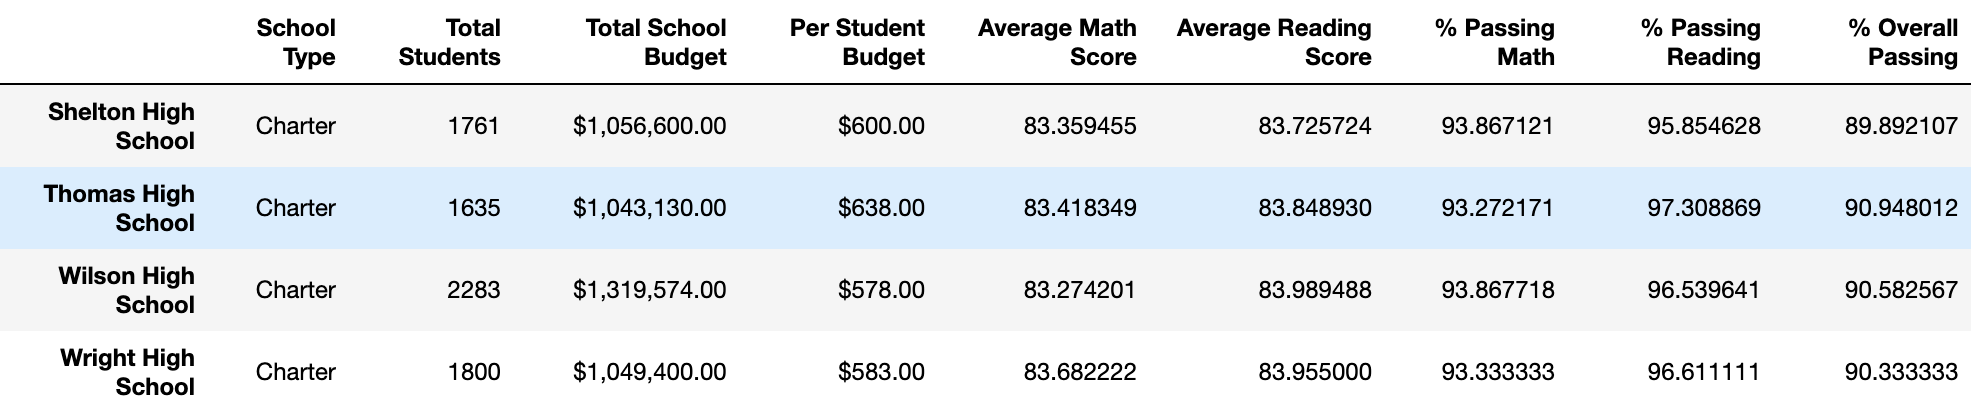 School Total Total School Per Student Average Math Average Reading % Passing % Passing % Overall
Type Students Budget Budget Score Score Math Reading Passing
Shelton High
School Charter 1761 $1,056,600.00 $600.00 83.359455 83.725724 93.867121 95.854628 89.892107
Thomas High
School Charter 1635 $1,043,130.00 $638.00 83.418349 83.848930 93.272171 97.308869 90.948012
Wilson High
School Charter 2283 $1,319,574.00 $578.00 83.274201 83.989488 93.867718 96.539641 90.582567
Wright High
School Charter 1800 $1,049,400.00 $583.00 83.682222 83.955000 93.333333 96.611111 90.333333